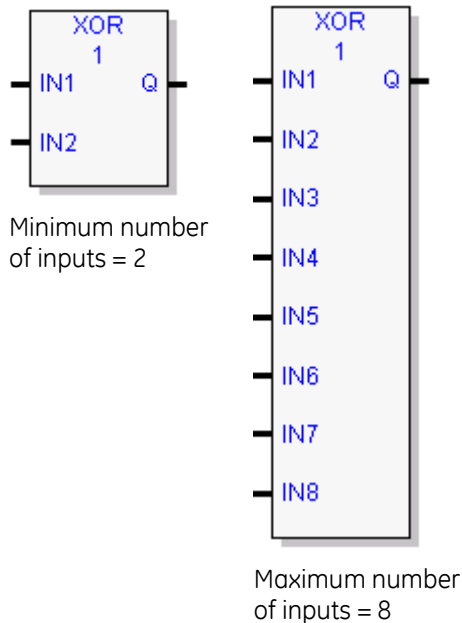 XOR
1
IN1 Q
IN2
Minimum number
of inputs = 2
XOR
1
IN1 Q
IN2
IN3
IN4
IN5
IN6
IN7
IN8
Maximum number
of inputs = 8